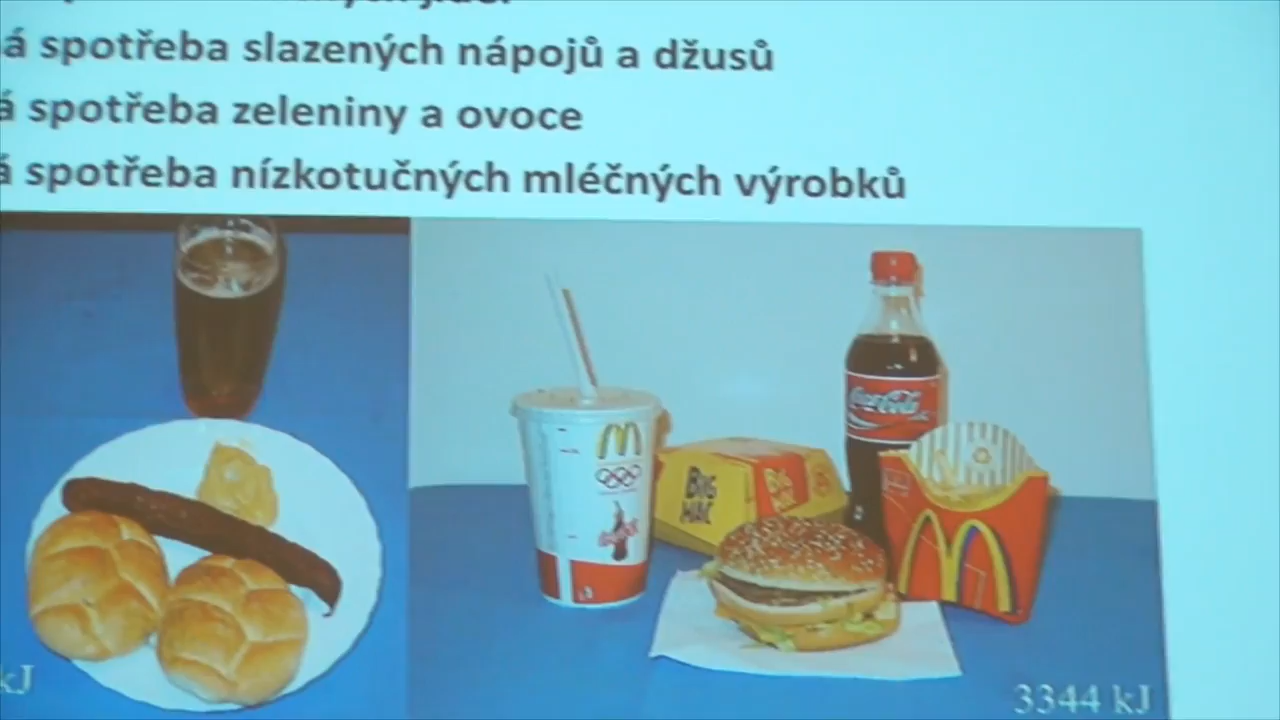 spotřeba slazených nápojů a džusů
spotřeba zeleniny a ovoce
spotřeba nízkotučných mléčných výrobků
Coca-Cola
BIG
MAC
kJ
3344 kJ